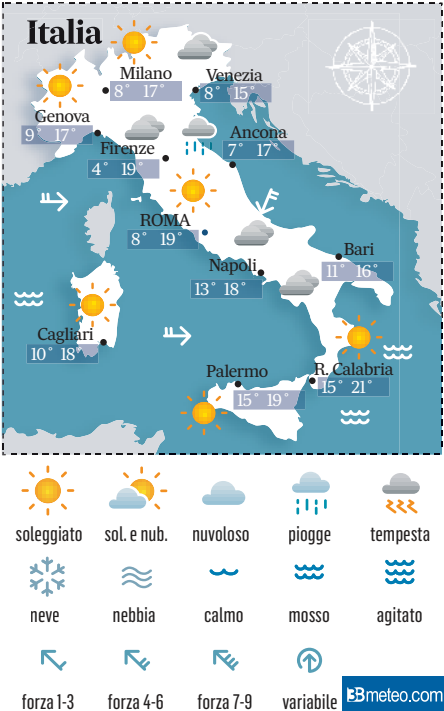 Italia
Milano
8° 17°
Venezia
8° 15°
Genova
9° 17°
Firenze
4° 19°
Ancona
7° 17°
ROMA
8° 19°
Napoli
13° 18°
Bari
11° 16°
Cagliari
10° 18°
Palermo
15° 19°
R. Calabria
15° 21°
soleggiato sol. e nub. nuvoloso piogge tempesta
neve nebbia calmo mosso agitato
forza 1-3 forza 4-6 forza 7-9 variabile
3Bmeteo.com